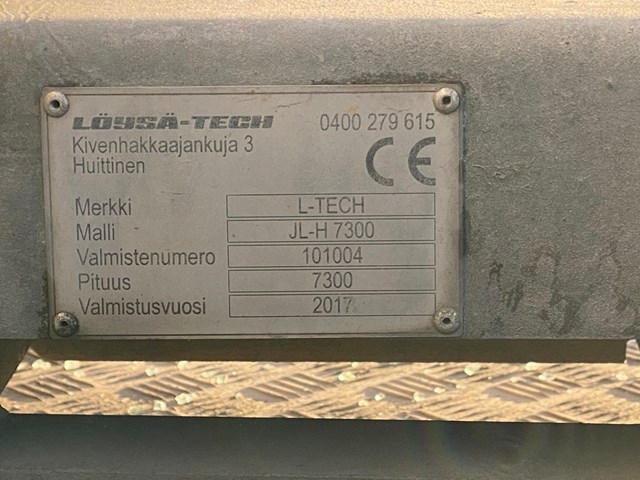 LÖYSÄ-TECH 0400 279 615
Kivenhakkaajankuja 3
Huittinen
CE
Merkki L-TECH
Malli JL-H 7300
Valmistenumero 101004
Pituus 7300
Valmistusvuosi 2017